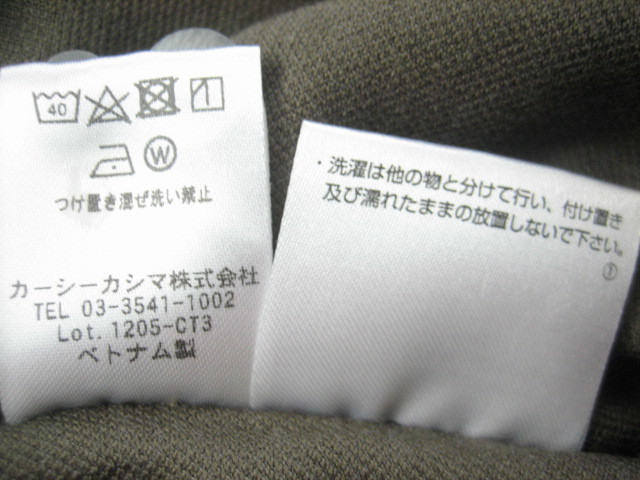 40
W
つけ置き混ぜ洗い禁止
カーシーカシマ株式会社
TEL 03-3541-1002
Lot. 1205-CT3
ベトナム製
・洗濯は他の物と分けて行い、付け置き
及び濡れたままの放置しないで下さい。
①